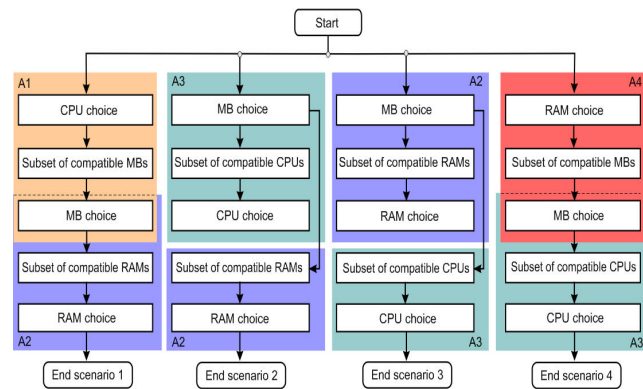 Start
A1
CPU choice
Subset of compatible MBs
MB choice
Subset of compatible RAMs
RAM choice
A2
End scenario 1
A3
MB choice
Subset of compatible CPUs
CPU choice
Subset of compatible RAMs
RAM choice
A2
End scenario 2
A2
MB choice
Subset of compatible RAMs
RAM choice
Subset of compatible CPUs
CPU choice
A3
End scenario 3
A4
RAM choice
Subset of compatible MBs
MB choice
Subset of compatible CPUs
CPU choice
A3
End scenario 4